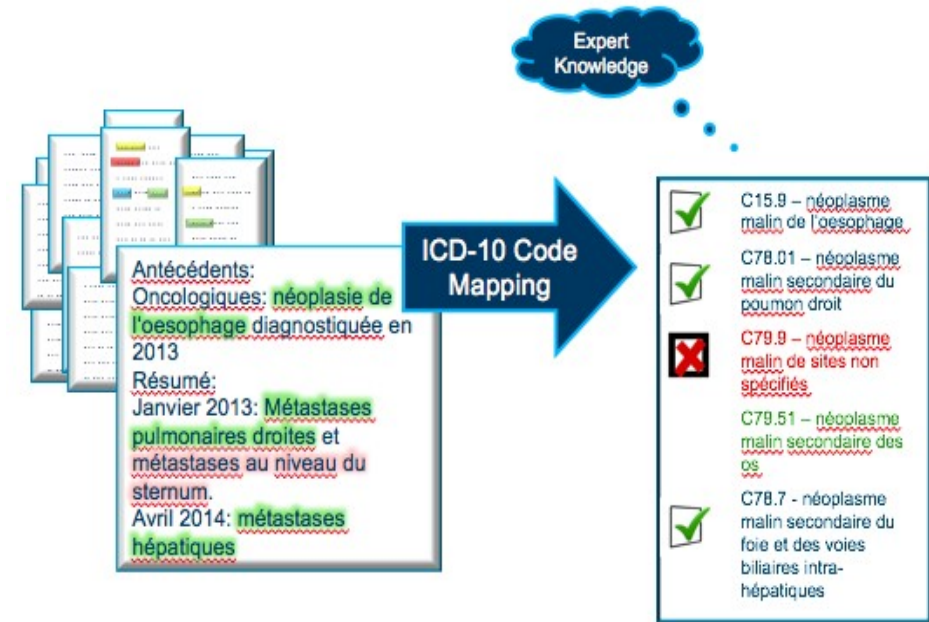 Expert
Knowledge
Antécédents:
Oncologiques: néoplasie de
l'oesophage diagnostiquée en
2013
Résumé:
Janvier 2013: Métastases
pulmonaires droites et
métastases au niveau du
sternum.
Avril 2014: métastases
hépatiques
ICD-10 Code
Mapping
C15.9 – néoplasme
malin de l'oesophage
C78.01 – néoplasme
malin secondaire du
poumon droit
C79.9 – néoplasme
malin de sites non
spécifiés
C79.51 – néoplasme
malin secondaire des
os
C78.7 - néoplasme
malin secondaire du
foie et des voies
biliaires intra-
hépatiques